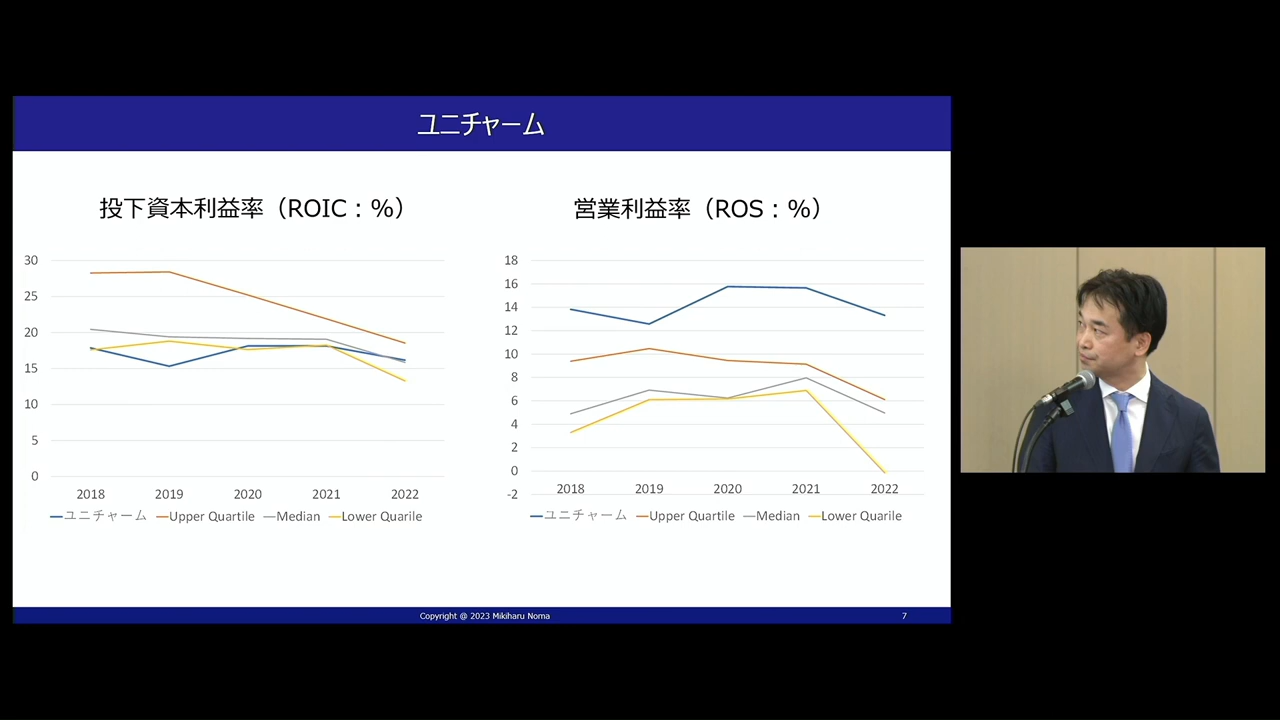 ユニチャーム
投下資本利益率（ROIC：%）
30
25
20
15
10
5
0
2018 2019 2020 2021 2022
ユニチャーム Upper Quartile Median Lower Quarile
営業利益率（ROS：%）
18
16
14
12
10
8
6
4
2
0
-2
2018 2019 2020 2021 2022
ユニチャーム Upper Quartile Median Lower Quarile
Copyright @ 2023 Mikiharu Noma
7